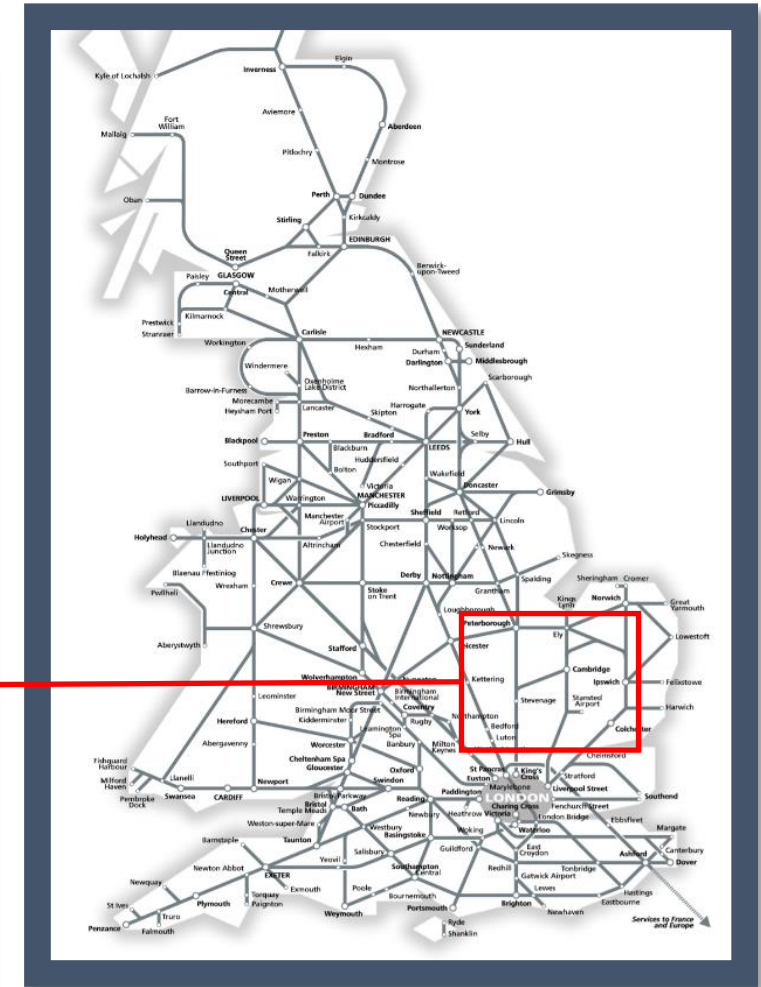 Elgin
Inverness
Kyle of Lochalsh
Aviemore
Fort
William
Mallaig
Aberdeen
Pitlochry
Montrose
Perth
Dundee
Oban
Stirling
Kirkcaldy
EDINBURGH
Queen
Street
Falkirk
GLASGOW
Berwick-
upon-Tweed
Paisley
Central
Motherwell
Prestwick
Kilmarnock
Stranraer
Carlisle
NEWCASTLE
Workington
Hexham
Sunderland
Durham
Darlington
Middlesbrough
Windermere
Scarborough
Oxenholme
Lake District
Barrow-in-Furness
Northallerton
Morecambe
Heysham Port
Lancaster
Harrogate
York
Skipton
Blackpool
Preston
Bradford
Selby
Hull
Blackburn
LEEDS
Huddersfield
Southport
Bolton
Wakefield
Wigan
Victoria
Doncaster
LIVERPOOL
Warrington
MANCHESTER
Piccadilly
Grimsby
Manchester
Airport
Sheffield
Retford
Llandudno
Stockport
Worksop
Lincoln
Holyhead
Chester
Llandudno
Junction
Altrincham
Chesterfield
Newark
Skegness
Blaenau Ffestiniog
Derby
Nottingham
Spalding
Sheringham
Cromer
Pwllheli
Wrexham
Crewe
Stoke
on Trent
Grantham
Kings
Lynn
Norwich
Great
Yarmouth
Loughborough
Peterborough
Aberystwyth
Shrewsbury
Leicester
Ely
Lowestoft
Stafford
Cambridge
Wolverhampton
Nuneaton
Kettering
Ipswich
Felixstowe
BIRMINGHAM
New Street
Birmingham
International
Stansted
Airport
Leominster
Coventry
Stevenage
Harwich
Birmingham Moor Street
Kidderminster
Rugby
Northampton
Hereford
Leamington
Spa
Bedford
Colchester
Abergavenny
Worcester
Banbury
Milton
Keynes
Luton
Chelmsford
Fishguard
Harbour
Cheltenham Spa
Gloucester
Oxford
St Pancras
Euston
King's
Cross
Stratford
Milford
Haven
Llanelli
Swindon
Marylebone
Liverpool Street
Pembroke
Dock
Swansea
CARDIFF
Newport
Bristol Parkway
Paddington
LONDON
Southend
Bristol
Temple Meads
Bath
Reading
Charing Cross
Fenchurch Street
Newbury
Heathrow
Victoria
London Bridge
Ebbsfleet
Weston-super-Mare
Westbury
Basingstoke
Woking
Waterloo
Margate
Barnstaple
Taunton
Salisbury
Guildford
East
Croydon
Canterbury
Newton Abbot
Yeovil
Southampton
Central
Redhill
Tonbridge
Ashford
Dover
Newquay
EXETER
Gatwick Airport
Exmouth
Poole
Lewes
Hastings
St Ives
Plymouth
Torquay
Paignton
Bournemouth
Eastbourne
Truro
Weymouth
Portsmouth
Brighton
Newhaven
Penzance
Falmouth
Ryde
Shanklin
Services to France
and Europe